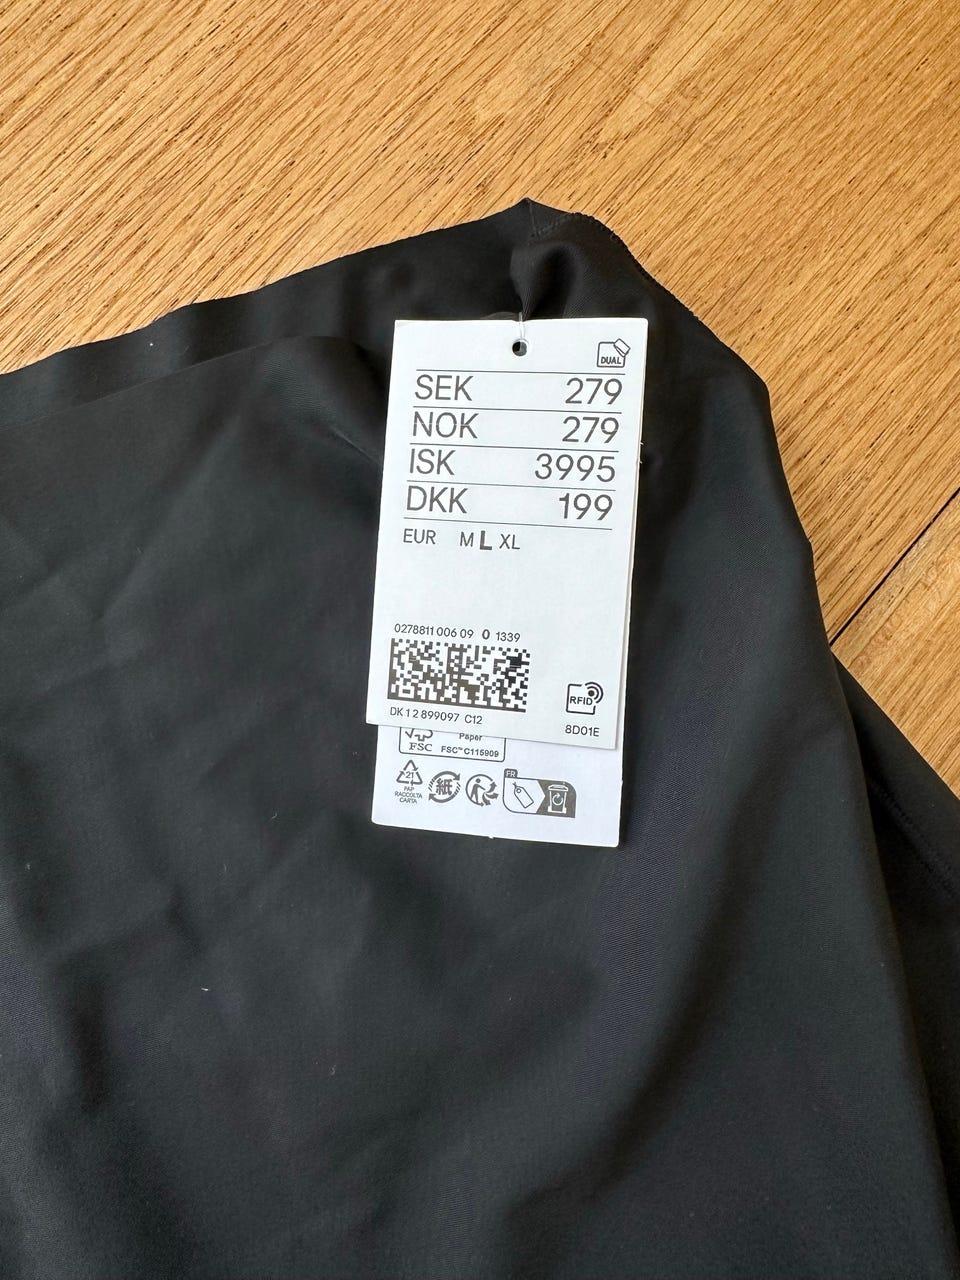 DUAL
SEK 279
NOK 279
ISK 3995
DKK 199
EUR M L XL
0278811 006 09 0 1339
DK 1 2 899097 C12
RFID
8D01E
Paper
FSC FSC™ C115909
21
PAP
RACCOLTA
CARTA
紙
FR